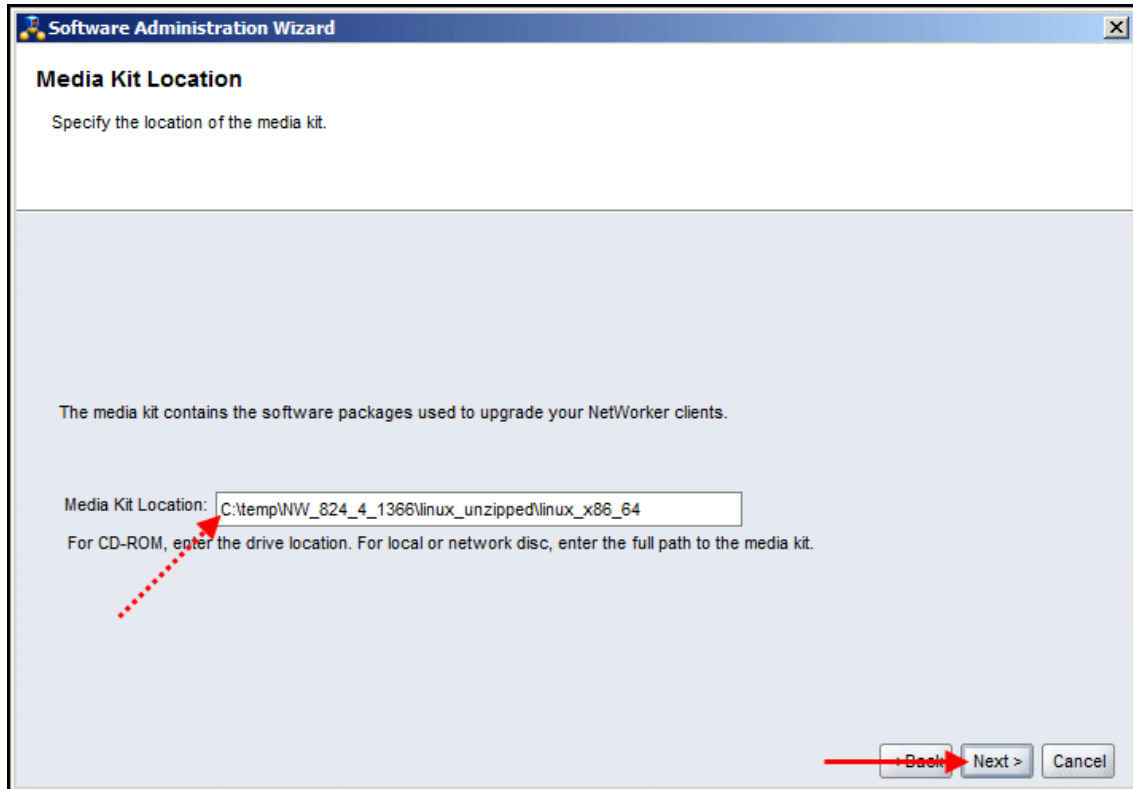 Software Administration Wizard
Media Kit Location
Specify the location of the media kit.
The media kit contains the software packages used to upgrade your NetWorker clients.
Media Kit Location: C:\temp\NW_824_4_1366\linux_unzipped\linux_x86_64
For CD-ROM, enter the drive location. For local or network disc, enter the full path to the media kit.
< Back Next > Cancel